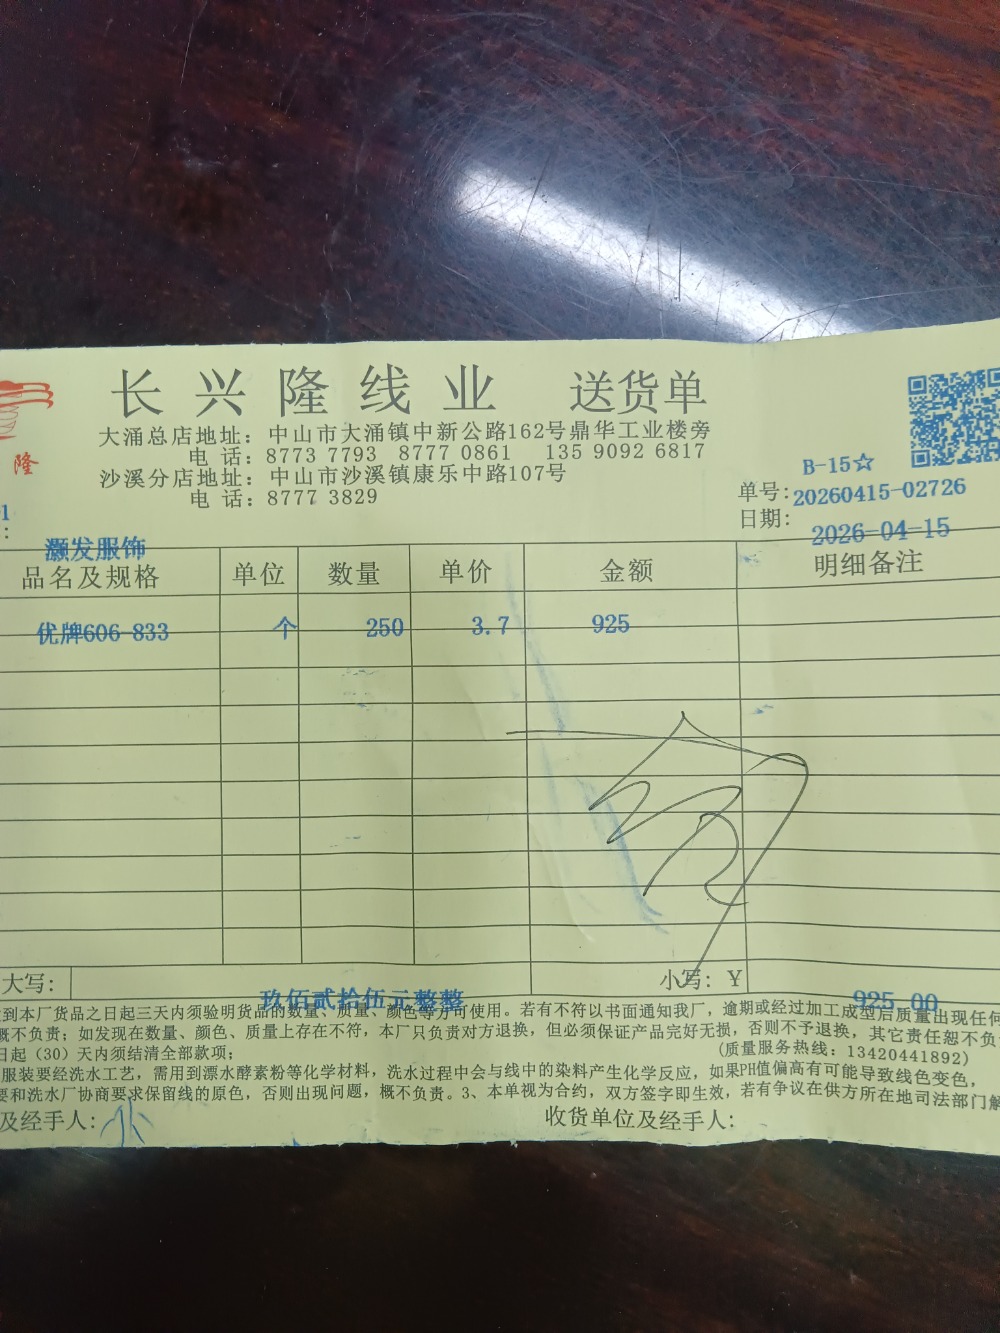 长兴隆线业 送货单
隆
大涌总店地址：中山市大涌镇中新公路162号鼎华工业楼旁
电 话：8773 7793 8777 0861 135 9092 6817
沙溪分店地址：中山市沙溪镇康乐中路107号
电 话：8777 3829
B-15☆
单号：20260415-02726
日期：2026-04-15
1
：
灏发服饰
品名及规格 单位 数量 单价 金额 明细备注
优牌606-833 个 250 3.7 925
大写： 玖佰贰拾伍元整整 小写：￥ 925.00
到本厂货品之日起三天内须验明货品的数量、质量、颜色等方可使用。若有不符以书面通知我厂，逾期或经过加工成型后质量出现任何
概不负责；如发现在数量、颜色、质量上存在不符，本厂只负责对方退换，但必须保证产品完好无损，否则不予退换，其它责任恕不负
日起（30）天内须结清全部款项；
(质量服务热线：13420441892)
服装要经洗水工艺，需用到漂水酵素粉等化学材料，洗水过程中会与线中的染料产生化学反应，如果PH值偏高有可能导致线色变色，
要和洗水厂协商要求保留线的原色，否则出现问题，概不负责。3、本单视为合约，双方签字即生效，若有争议在供方所在地司法部门解
及经手人： 收货单位及经手人：